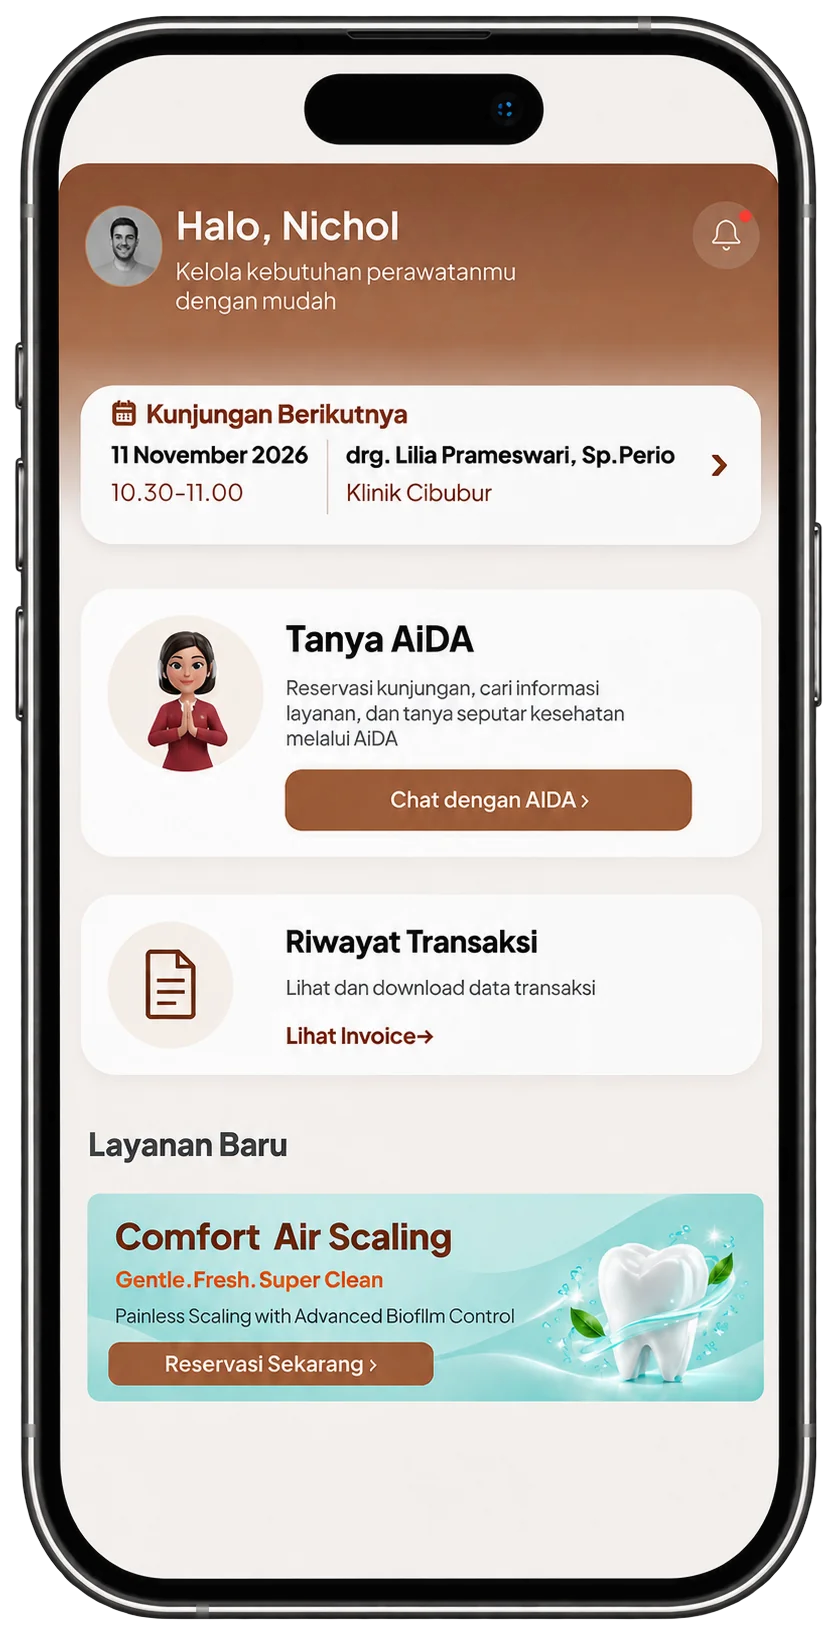 Halo, Nichol
Kelola kebutuhan perawatanmu
dengan mudah
Kunjungan Berikutnya
11 November 2026
10.30-11.00
drg. Lilia Prameswari, Sp.Perio
Klinik Cibubur
Tanya AiDA
Reservasi kunjungan, cari informasi
layanan, dan tanya seputar kesehatan
melalui AiDA
Chat dengan AIDA ›
Riwayat Transaksi
Lihat dan download data transaksi
Lihat Invoice→
Layanan Baru
Comfort Air Scaling
Gentle.Fresh. Super Clean
Painless Scaling with Advanced Biofllm Control
Reservasi Sekarang ›